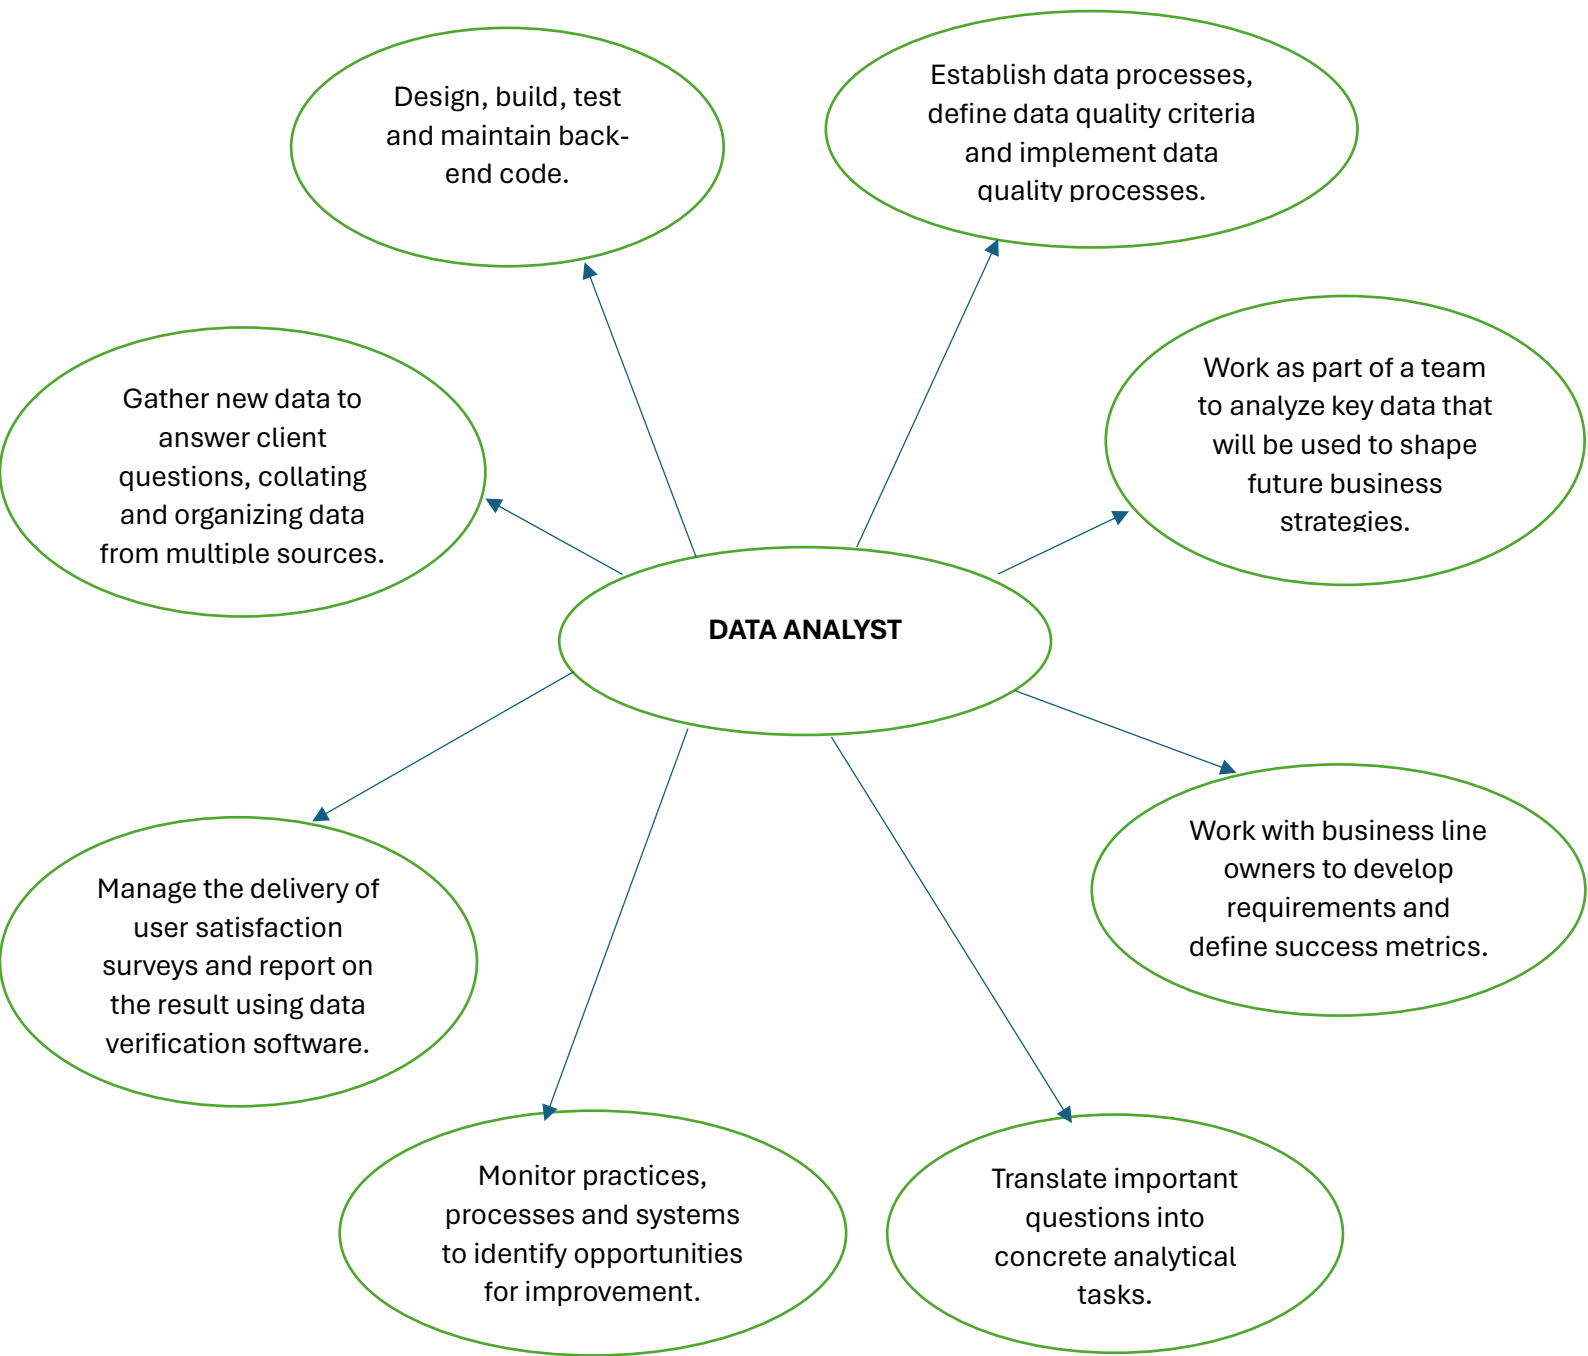 Design, build, test
and maintain back-
end code.
Establish data processes,
define data quality criteria
and implement data
quality processes.
Gather new data to
answer client
questions, collating
and organizing data
from multiple sources.
Work as part of a team
to analyze key data that
will be used to shape
future business
strategies.
DATA ANALYST
Manage the delivery of
user satisfaction
surveys and report on
the result using data
verification software.
Work with business line
owners to develop
requirements and
define success metrics.
Monitor practices,
processes and systems
to identify opportunities
for improvement.
Translate important
questions into
concrete analytical
tasks.